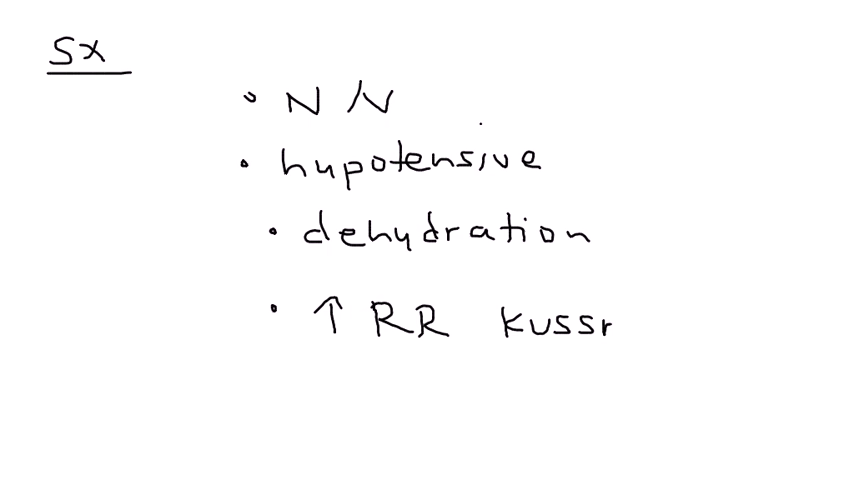 Sx
• N/V
• hypotensive
• dehydration
• ↑ RR Kussr